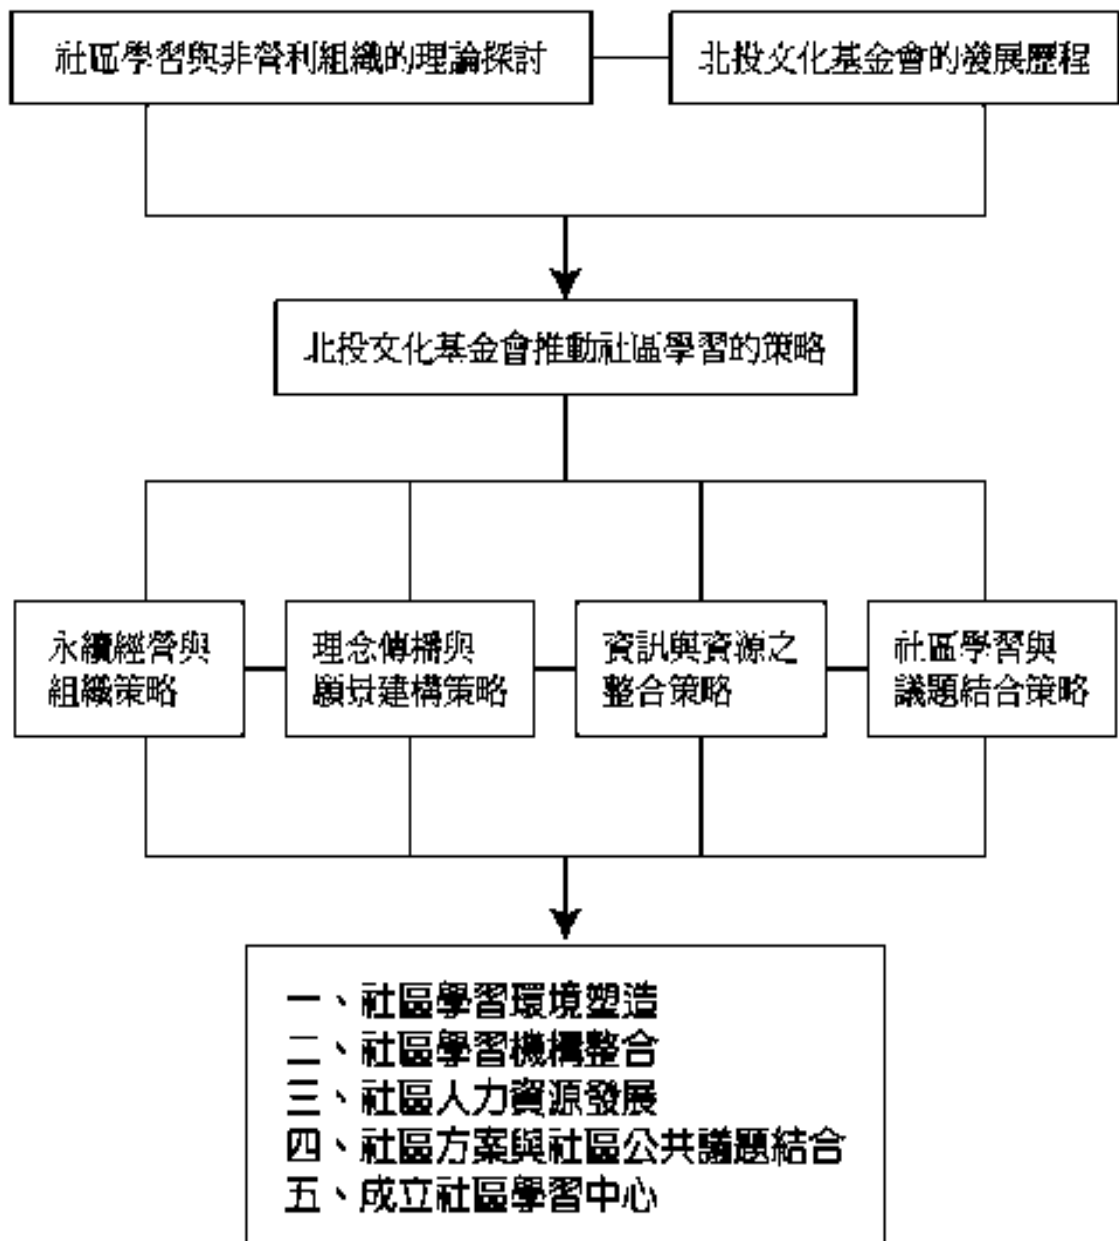 社區學習與非營利組織的理論探討
北投文化基金會的發展歷程
北投文化基金會推動社區學習的策略
永續經營與
組織策略
理念傳播與
願景建構策略
資訊與資源之
整合策略
社區學習與
議題結合策略
一、社區學習環境塑造
二、社區學習機構整合
三、社區人力資源發展
四、社區方案與社區公共議題結合
五、成立社區學習中心